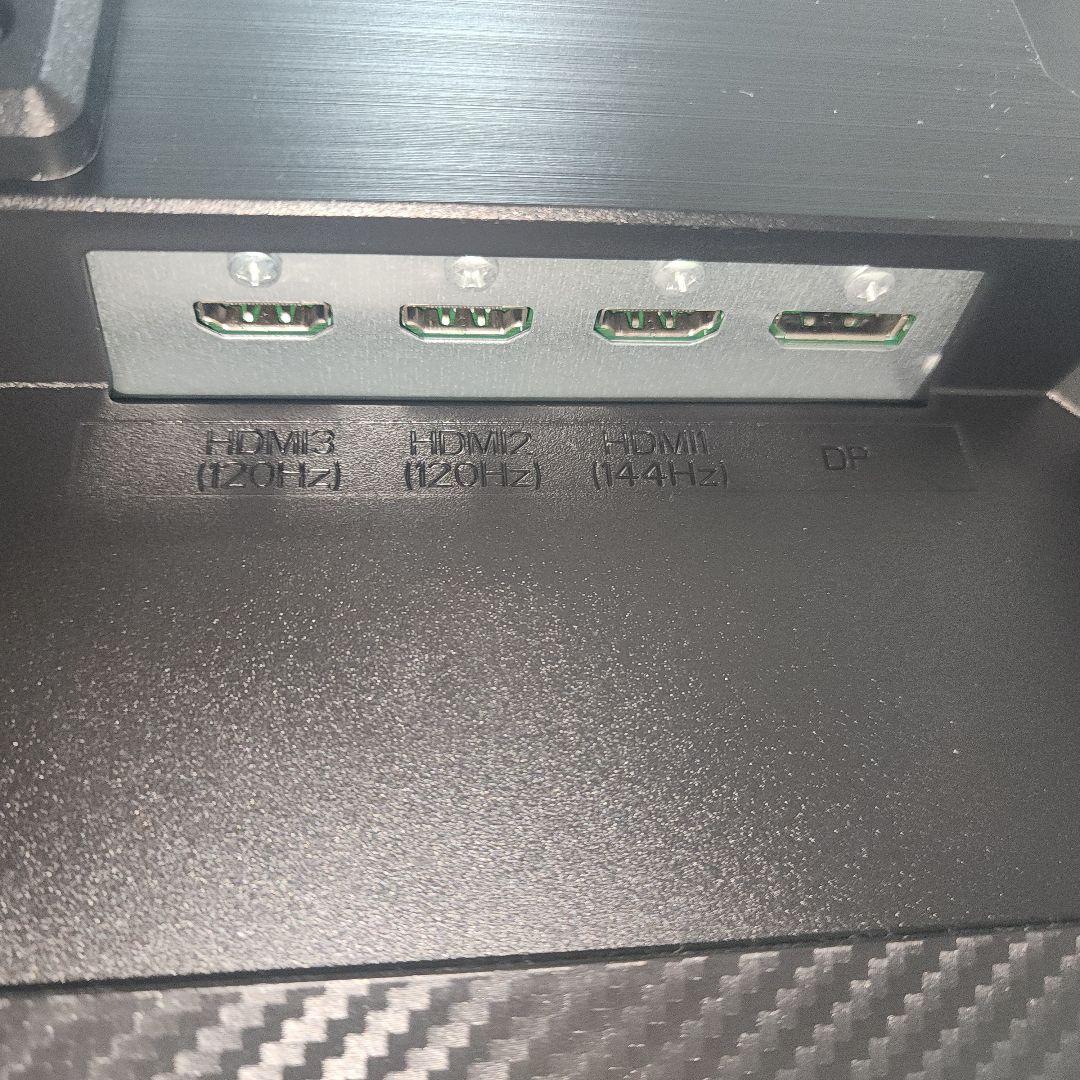 HDMI3 HDMI2 HDMI1 DP
(120Hz) (120Hz) (144Hz)